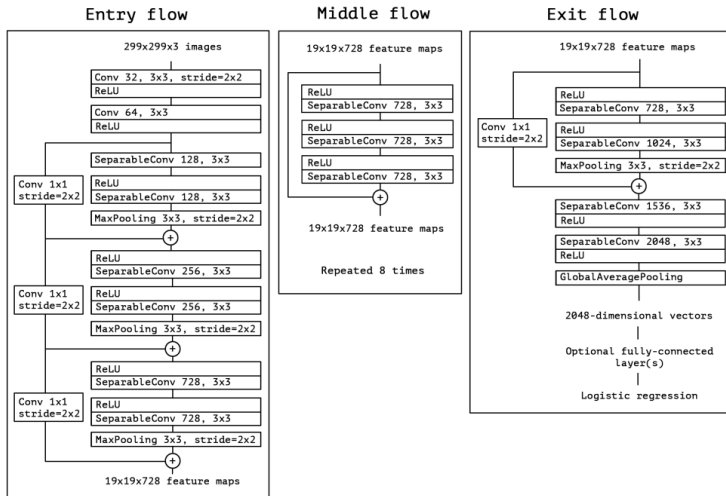 Entry flow
299x299x3 images
Conv 32, 3x3, stride=2x2
ReLU
Conv 64, 3x3
ReLU
SeparableConv 128, 3x3
Conv 1x1
stride=2x2
ReLU
SeparableConv 128, 3x3
MaxPooling 3x3, stride=2x2
+
ReLU
SeparableConv 256, 3x3
Conv 1x1
stride=2x2
ReLU
SeparableConv 256, 3x3
MaxPooling 3x3, stride=2x2
+
ReLU
SeparableConv 728, 3x3
Conv 1x1
stride=2x2
ReLU
SeparableConv 728, 3x3
MaxPooling 3x3, stride=2x2
+
19x19x728 feature maps
Middle flow
19x19x728 feature maps
ReLU
SeparableConv 728, 3x3
ReLU
SeparableConv 728, 3x3
ReLU
SeparableConv 728, 3x3
+
19x19x728 feature maps
Repeated 8 times
Exit flow
19x19x728 feature maps
ReLU
SeparableConv 728, 3x3
Conv 1x1
stride=2x2
ReLU
SeparableConv 1024, 3x3
MaxPooling 3x3, stride=2x2
+
SeparableConv 1536, 3x3
ReLU
SeparableConv 2048, 3x3
ReLU
GlobalAveragePooling
2048-dimensional vectors
Optional fully-connected
layer(s)
Logistic regression